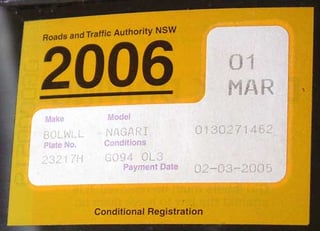 Roads and Traffic Authority NSW
2006
01
MAR
Make Model
BOLWLL NAGARI 0130271462
Plate No. Conditions
23217H G094 OL3
Payment Date 02-03-2005
Conditional Registration